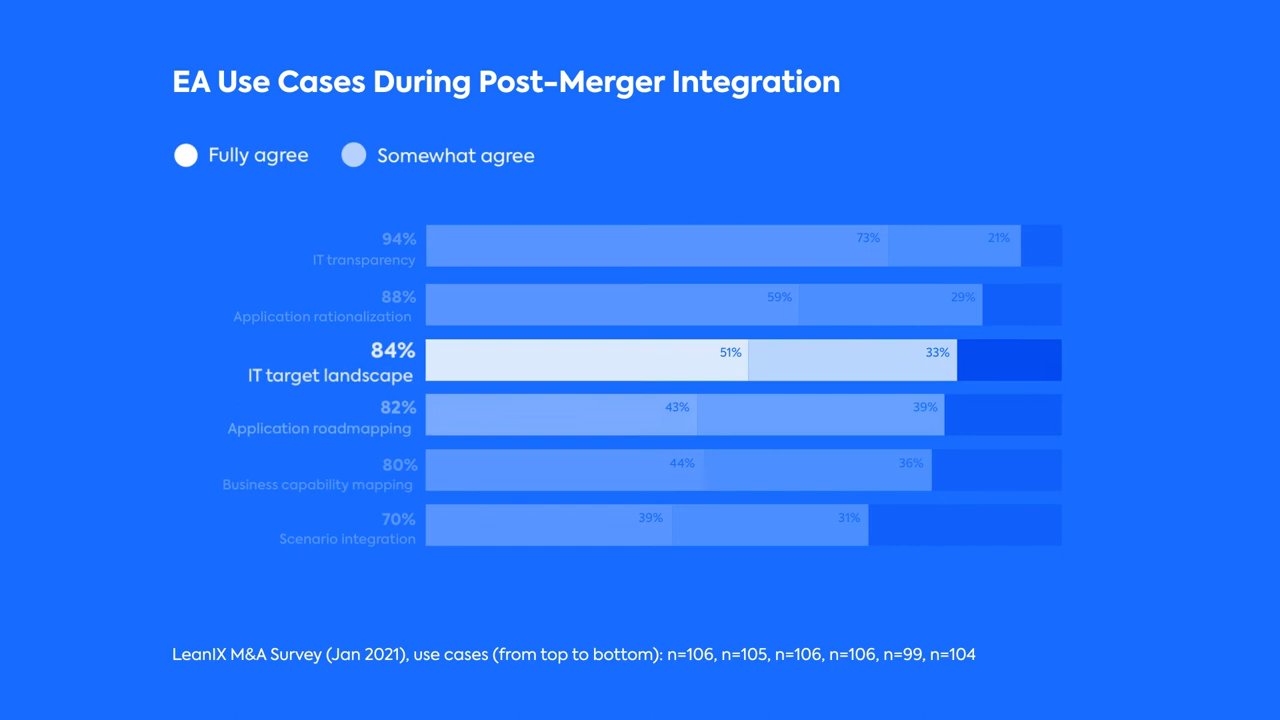 EA Use Cases During Post-Merger Integration
Fully agree
Somewhat agree
94%
IT transparency
73%
21%
88%
Application rationalization
59%
29%
84%
IT target landscape
51%
33%
82%
Application roadmapping
43%
39%
80%
Business capability mapping
44%
36%
70%
Scenario integration
39%
31%
LeanIX M&A Survey (Jan 2021), use cases (from top to bottom): n=106, n=105, n=106, n=106, n=99, n=104